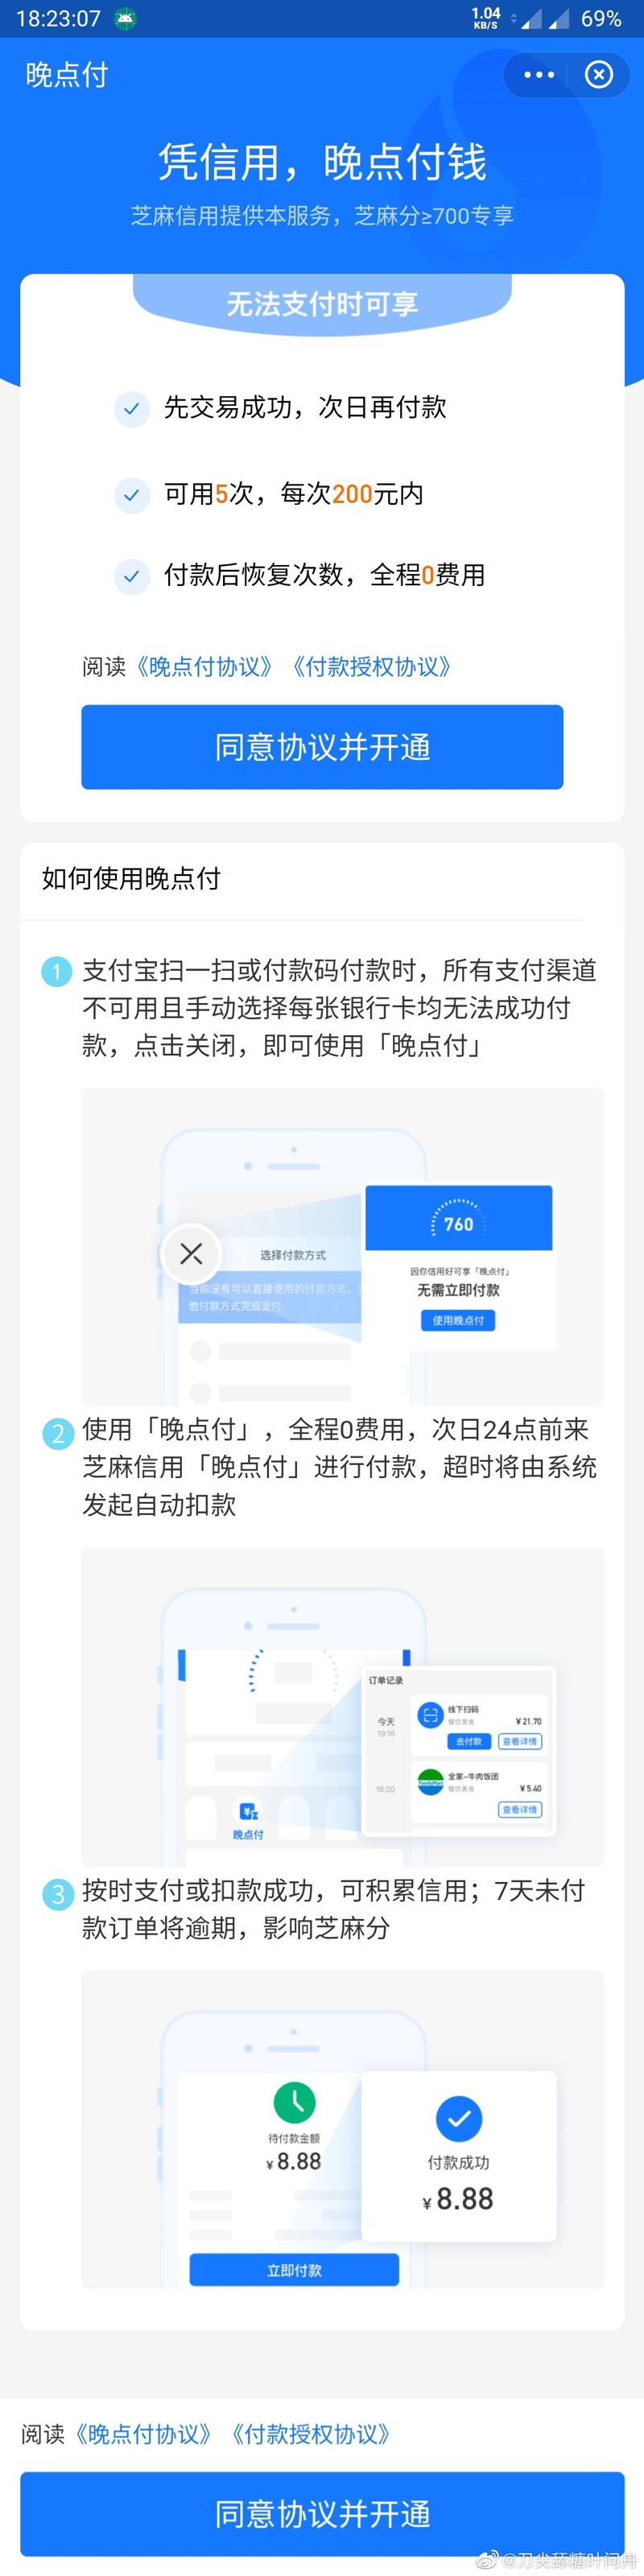 18:23:07
1.04
KB/S
69%
晚点付
凭信用，晚点付钱
芝麻信用提供本服务，芝麻分≥700专享
无法支付时可享
先交易成功，次日再付款
可用5次，每次200元内
付款后恢复次数，全程0费用
阅读《晚点付协议》《付款授权协议》
同意协议并开通
如何使用晚点付
1 支付宝扫一扫或付款码付款时，所有支付渠道
不可用且手动选择每张银行卡均无法成功付
款，点击关闭，即可使用「晚点付」
选择付款方式
当前没有可以直接使用的付款方式，
他付款方式完成支付
760
因你信用好可享「晚点付」
无需立即付款
使用晚点付
2 使用「晚点付」，全程0费用，次日24点前来
芝麻信用「晚点付」进行付款，超时将由系统
发起自动扣款
晚点付
订单记录
今天
19:16
线下扫码
餐饮美食
¥21.70
去付款
查看详情
18:20
全家-牛肉饭团
餐饮美食
¥5.40
FamilyMart
查看详情
3 按时支付或扣款成功，可积累信用；7天未付
款订单将逾期，影响芝麻分
待付款金额
¥8.88
立即付款
付款成功
¥8.88
阅读《晚点付协议》《付款授权协议》
同意协议并开通
@刀尖舔糖叶问舟